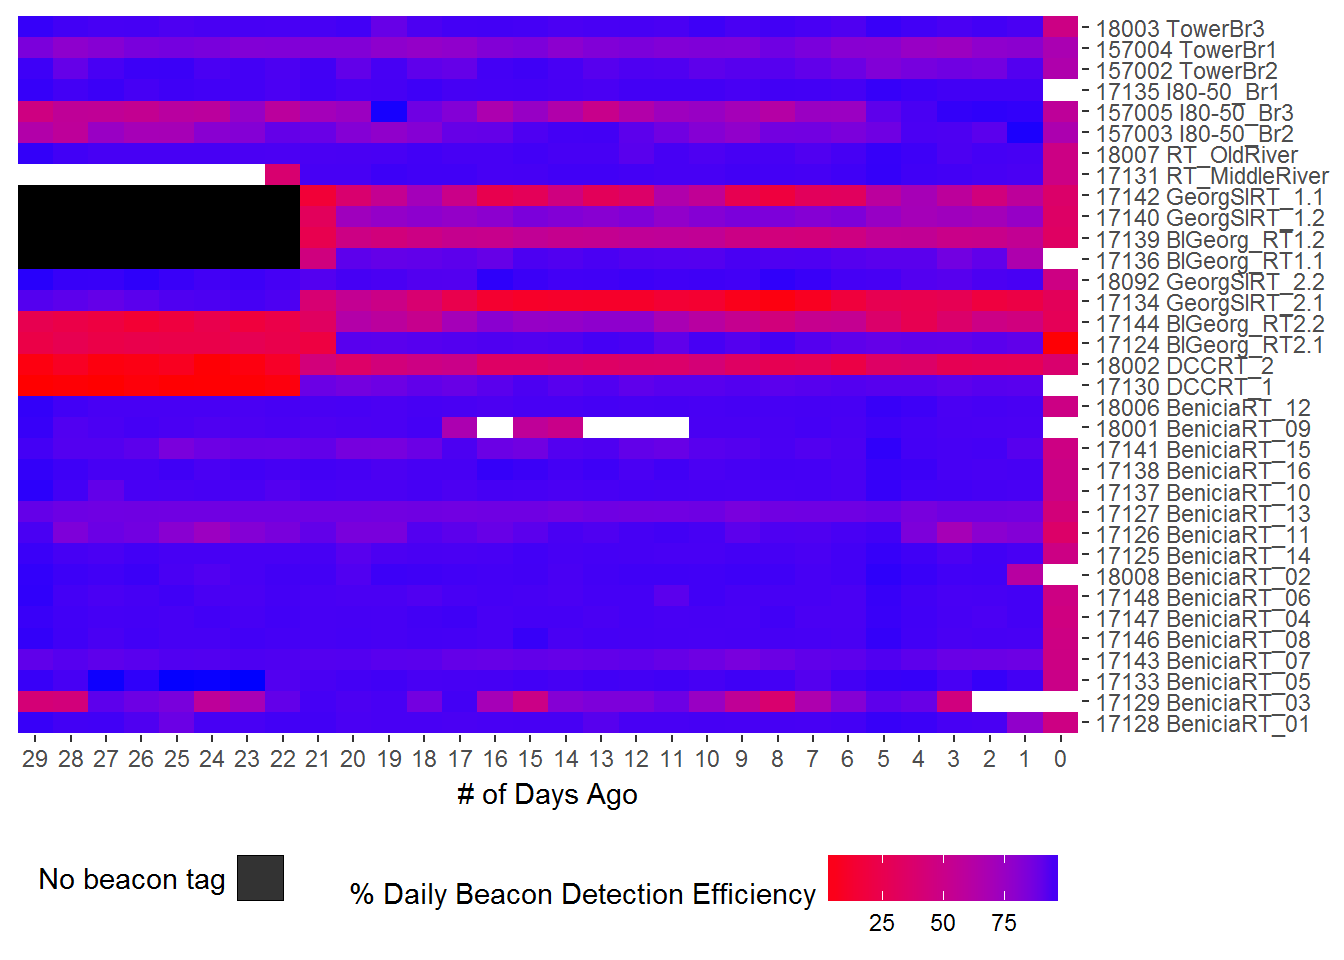 18003 TowerBr3
157004 TowerBr1
157002 TowerBr2
17135 I80-50_Br1
157005 I80-50_Br3
157003 I80-50_Br2
18007 RT_OldRiver
17131 RT_MiddleRiver
17142 GeorgSlRT_1.1
17140 GeorgSlRT_1.2
17139 BlGeorg_RT1.2
17136 BlGeorg_RT1.1
18092 GeorgSlRT_2.2
17134 GeorgSlRT_2.1
17144 BlGeorg_RT2.2
17124 BlGeorg_RT2.1
18002 DCCRT_2
17130 DCCRT_1
18006 BeniciaRT_12
18001 BeniciaRT_09
17141 BeniciaRT_15
17138 BeniciaRT_16
17137 BeniciaRT_10
17127 BeniciaRT_13
17126 BeniciaRT_11
17125 BeniciaRT_14
18008 BeniciaRT_02
17148 BeniciaRT_06
17147 BeniciaRT_04
17146 BeniciaRT_08
17143 BeniciaRT_07
17133 BeniciaRT_05
17129 BeniciaRT_03
17128 BeniciaRT_01
29 28 27 26 25 24 23 22 21 20 19 18 17 16 15 14 13 12 11 10 9 8 7 6 5 4 3 2 1 0
# of Days Ago
No beacon tag
% Daily Beacon Detection Efficiency
25 50 75